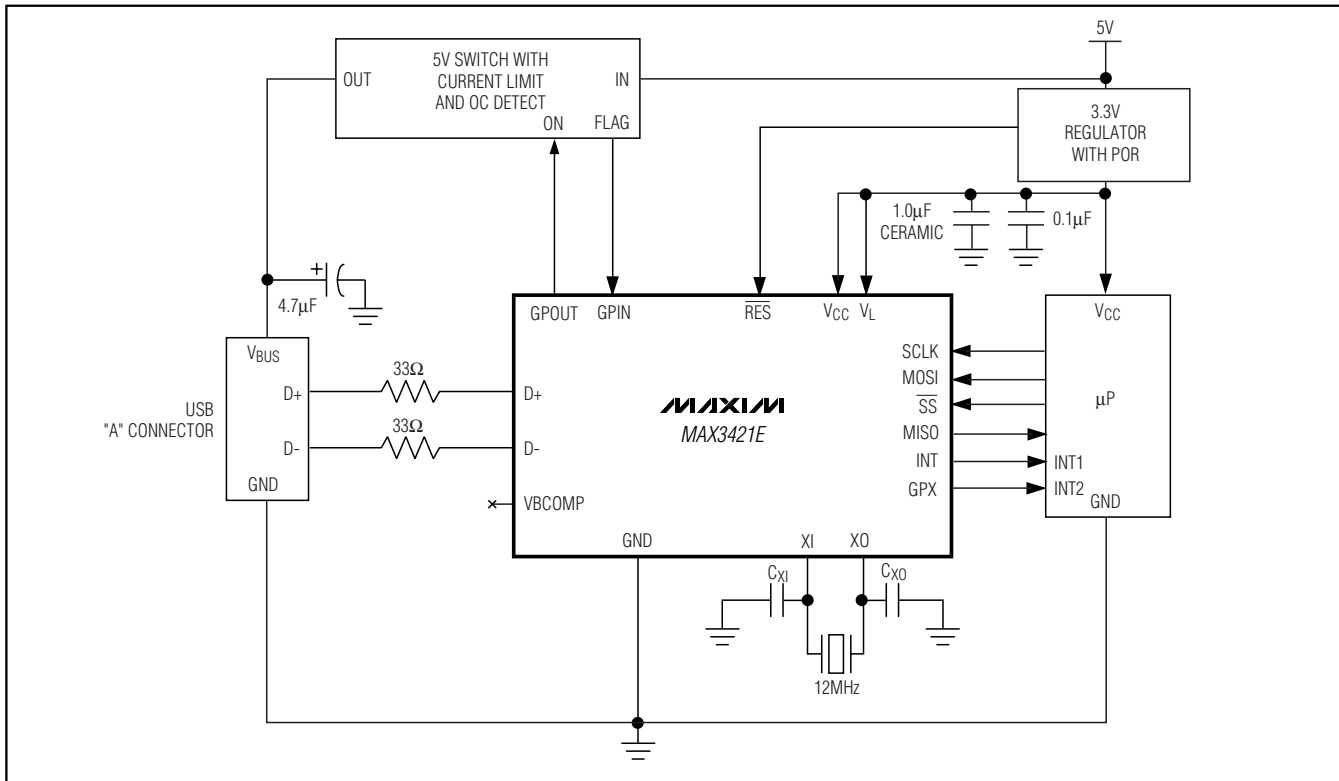 5V
5V SWITCH WITH
CURRENT LIMIT
AND OC DETECT
OUT
IN
ON
FLAG
3.3V
REGULATOR
WITH POR
1.0µF
CERAMIC
0.1µF
+
4.7µF
GPOUT
GPIN
RES
VCC
VL
VCC
VBUS
D+
D-
GND
USB
"A" CONNECTOR
33Ω
33Ω
D+
D-
VBCOMP
MAXIM
MAX3421E
SCLK
MOSI
SS
MISO
INT
GPX
µP
INT1
INT2
GND
GND
XI
XO
CXI
CXO
12MHz